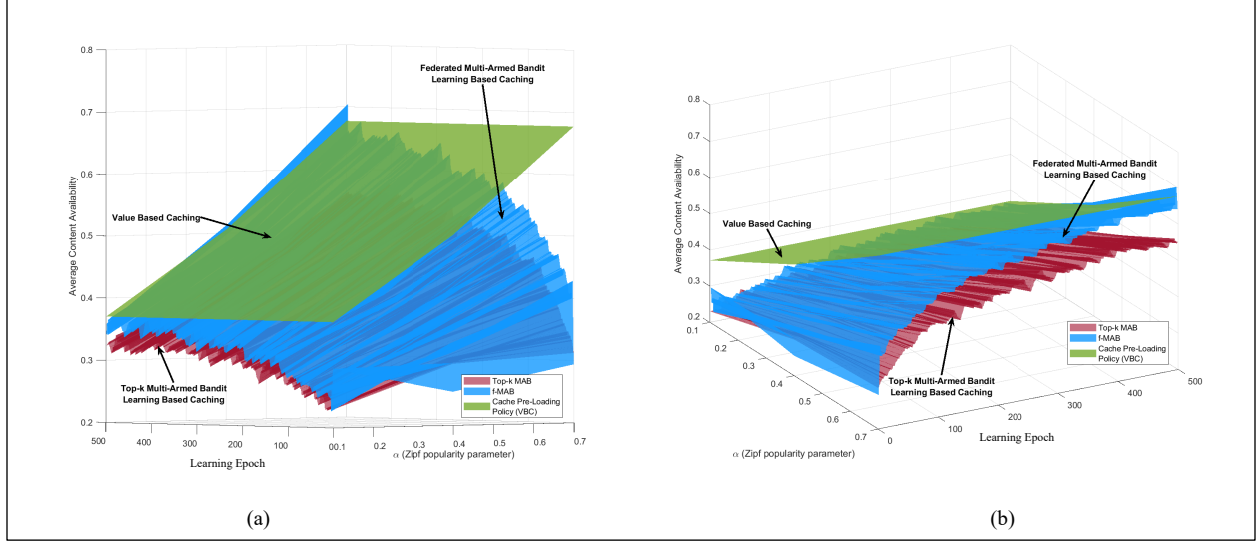 0.8
Federated Multi-Armed Bandit
Learning Based Caching
0.7
0.6
Value Based Caching
0.5
Average Content Availability
0.4
0.3
Top-k Multi-Armed Bandit
Learning Based Caching
Top-k MAB
f-MAB
Cache Pre-Loading
Policy (VBC)
0.2
500 400 300 200 100 0 0.1 0.2 0.3 0.4 0.5 0.6 0.7
Learning Epoch
α (Zipf popularity parameter)
(a)
0.8
0.7
0.6
0.5
0.4
0.3
0.2
Average Content Availability
Federated Multi-Armed Bandit
Learning Based Caching
Value Based Caching
Top-k MAB
f-MAB
Cache Pre-Loading
Policy (VBC)
Top-k Multi-Armed Bandit
Learning Based Caching
0.1 0.2 0.3 0.4 0.5 0.6 0.7
0 100 200 300 400 500
Learning Epoch
α (Zipf popularity parameter)
(b)